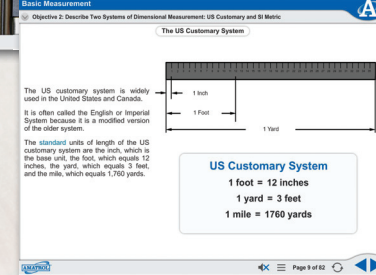 Basic Measurement
Objective 2: Describe Two Systems of Dimensional Measurement: US Customary and SI Metric
The US Customary System
The US customary system is widely
used in the United States and Canada.
It is often called the English or Imperial
System because it is a modified version
of the older system.
The standard units of length of the US
customary system are the inch, which is
the base unit, the foot, which equals 12
inches, the yard, which equals 3 feet,
and the mile, which equals 1,760 yards.
1 Inch
1 Foot
1 Yard
US Customary System
1 foot = 12 inches
1 yard = 3 feet
1 mile = 1760 yards
AMATROL
Page 9 of 82